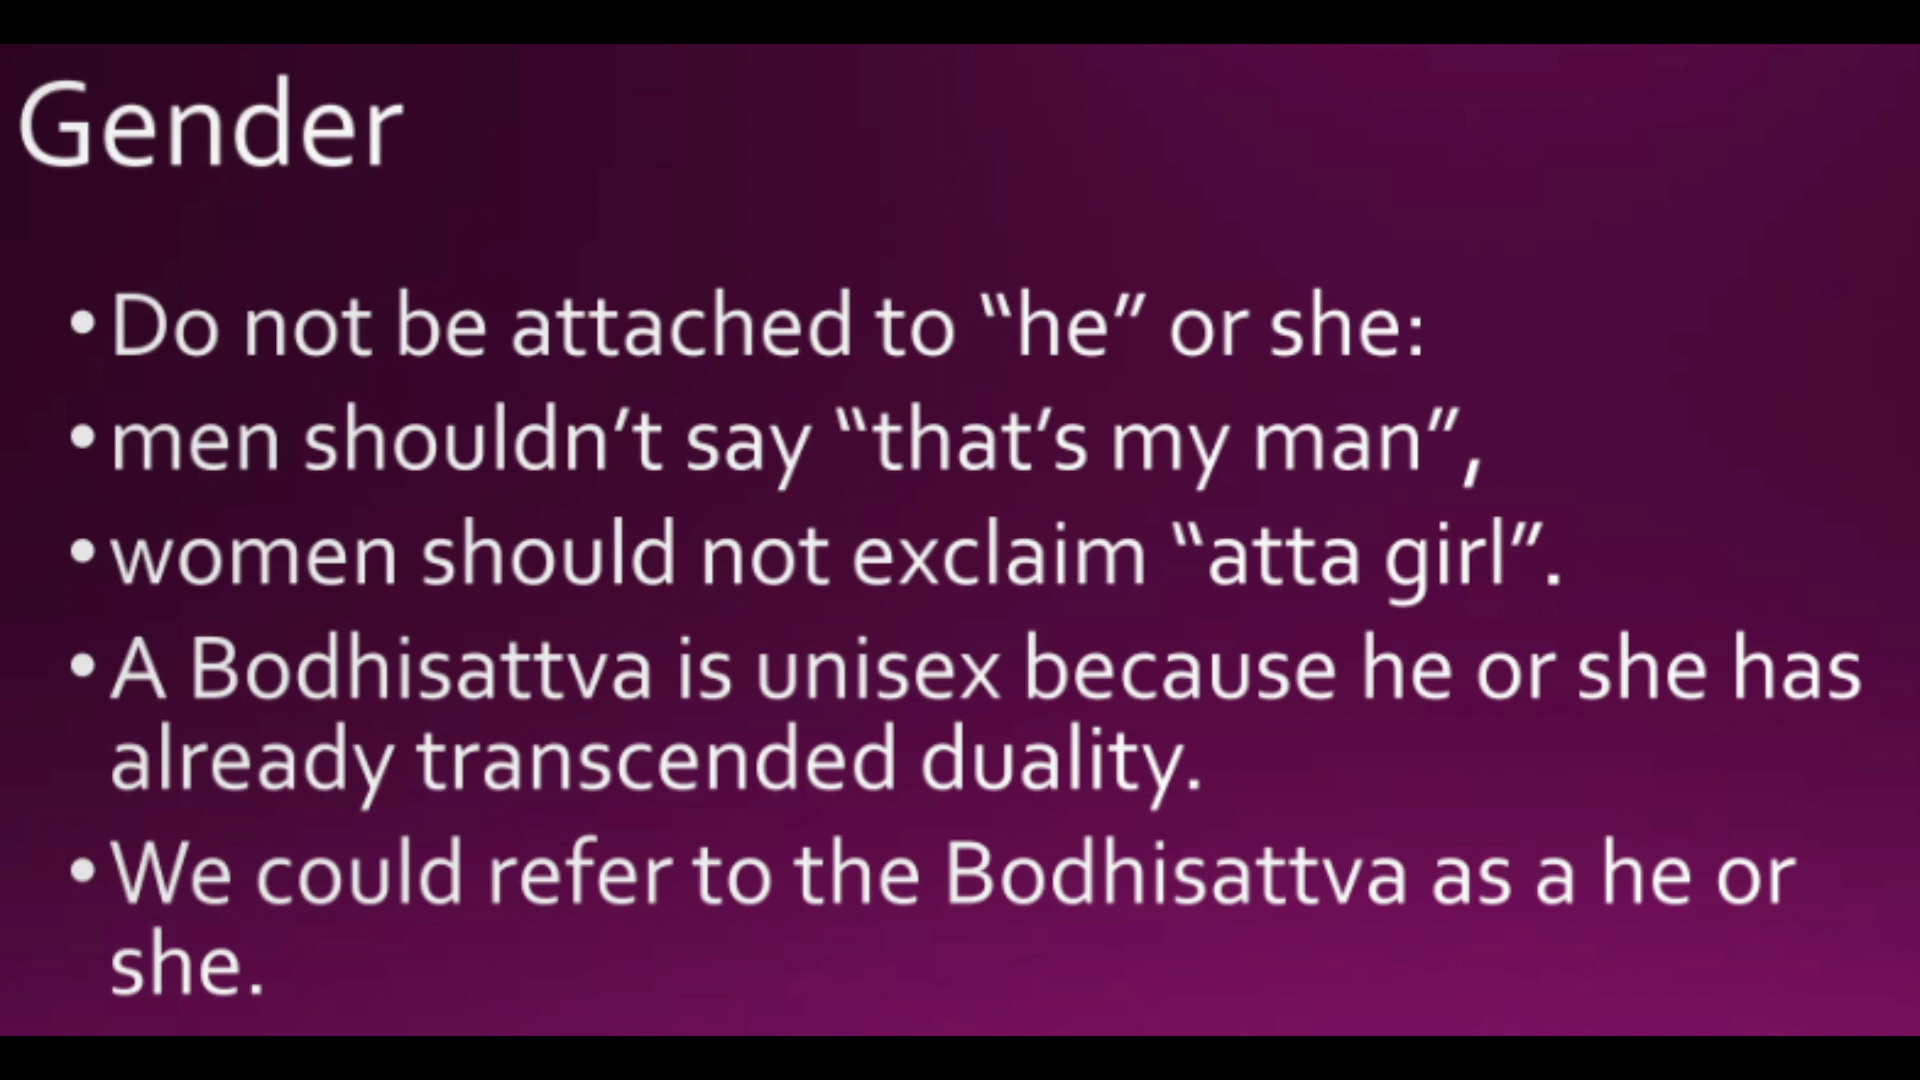 Gender
•Do not be attached to “he” or she:
•men shouldn’t say “that’s my man”,
•women should not exclaim “atta girl”.
•A Bodhisattva is unisex because he or she has
already transcended duality.
•We could refer to the Bodhisattva as a he or
she.